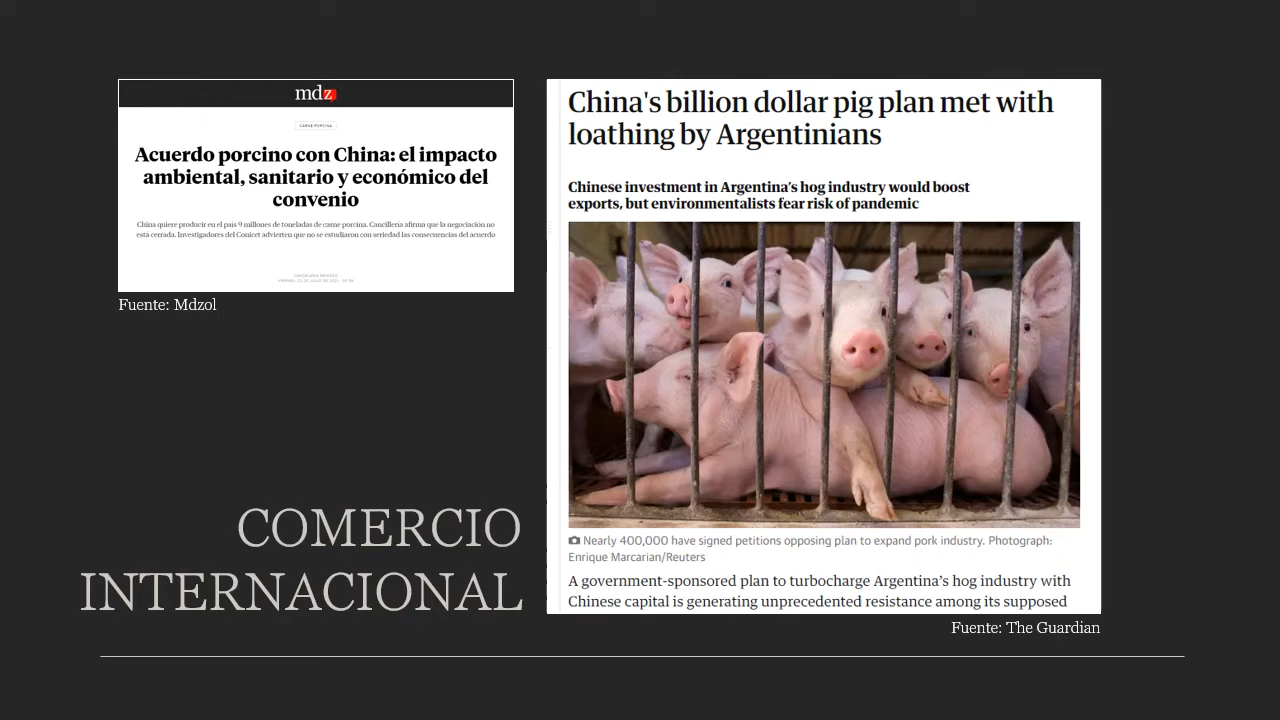 mdz
CARNE PORCINA
Acuerdo porcino con China: el impacto
ambiental, sanitario y económico del
convenio
China quiere producir en el país 9 millones de toneladas de carne porcina. Cancillería afirma que la negociación no
está cerrada. Investigadores del Conicet advierten que no se estudiaron con seriedad las consecuencias del acuerdo
Fuente: Mdzol
COMERCIO
INTERNACIONAL
China's billion dollar pig plan met with
loathing by Argentinians
Chinese investment in Argentina's hog industry would boost
exports, but environmentalists fear risk of pandemic
Nearly 400,000 have signed petitions opposing plan to expand pork industry. Photograph:
Enrique Marcarian/Reuters
A government-sponsored plan to turbocharge Argentina's hog industry with
Chinese capital is generating unprecedented resistance among its supposed
Fuente: The Guardian